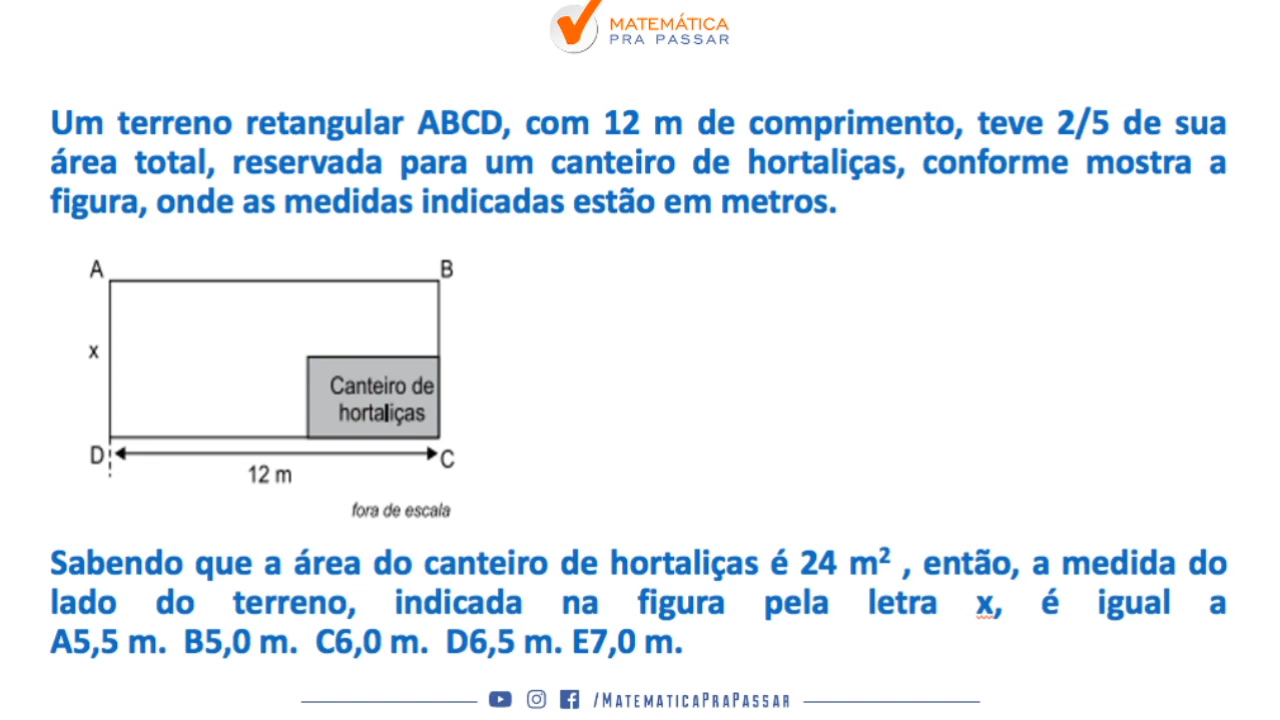 MATEMÁTICA
PRA PASSAR
Um terreno retangular ABCD, com 12 m de comprimento, teve 2/5 de sua
área total, reservada para um canteiro de hortaliças, conforme mostra a
figura, onde as medidas indicadas estão em metros.
A
B
x
Canteiro de
hortaliças
D
C
12 m
fora de escala
Sabendo que a área do canteiro de hortaliças é 24 m² , então, a medida do
lado do terreno, indicada na figura pela letra x, é igual a
A5,5 m. B5,0 m. C6,0 m. D6,5 m. E7,0 m.
/MATEMATICAPRAPASSAR